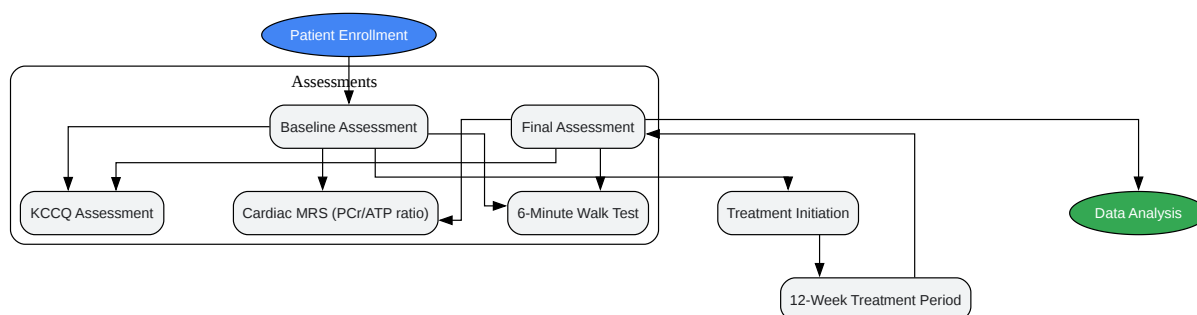 Patient Enrollment
Assessments
Baseline Assessment
Final Assessment
KCCQ Assessment
Cardiac MRS (PCr/ATP ratio)
6-Minute Walk Test
Treatment Initiation
Data Analysis
12-Week Treatment Period